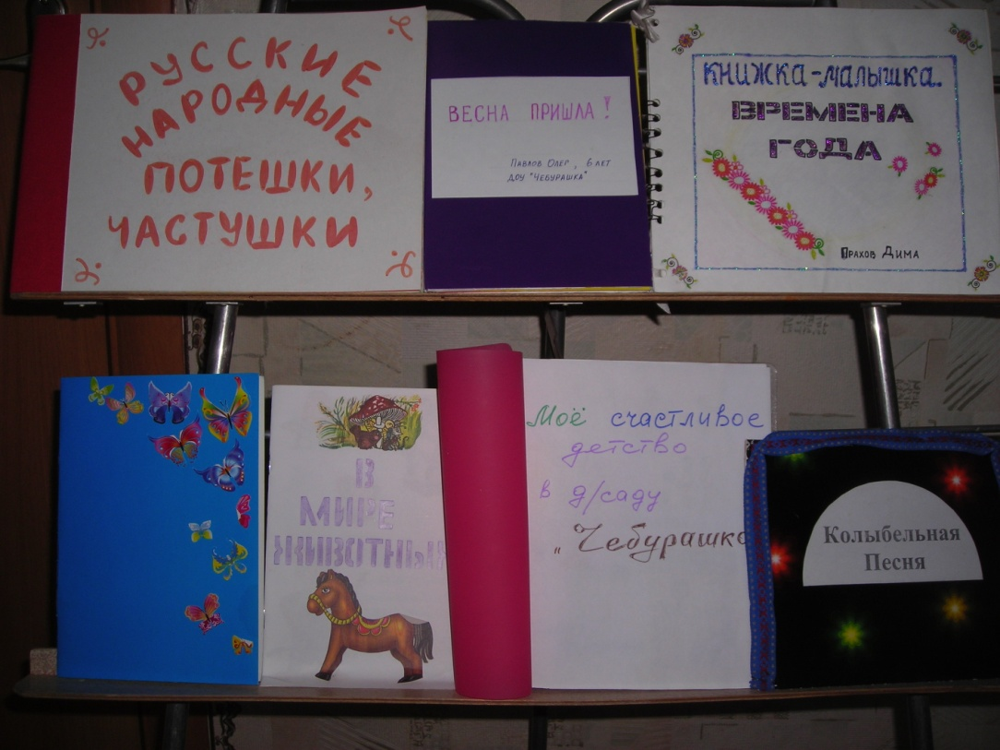 РУССКИЕ
НАРОДНЫЕ
ПОТЕШКИ,
ЧАСТУШКИ
ВЕСНА ПРИШЛА!
ПАВЛОВ ОЛЕГ, 6 ЛЕТ
ДОУ "ЧЕБУРАШКА"
КНИЖКА-МАЛЫШКА.
ВРЕМЕНА
ГОДА
ПРАХОВ ДИМА
В
МИРЕ
ЖИВОТНЫХ
Моё счастливое
детство
в д/саду
„Чебурашка
Колыбельная
Песня